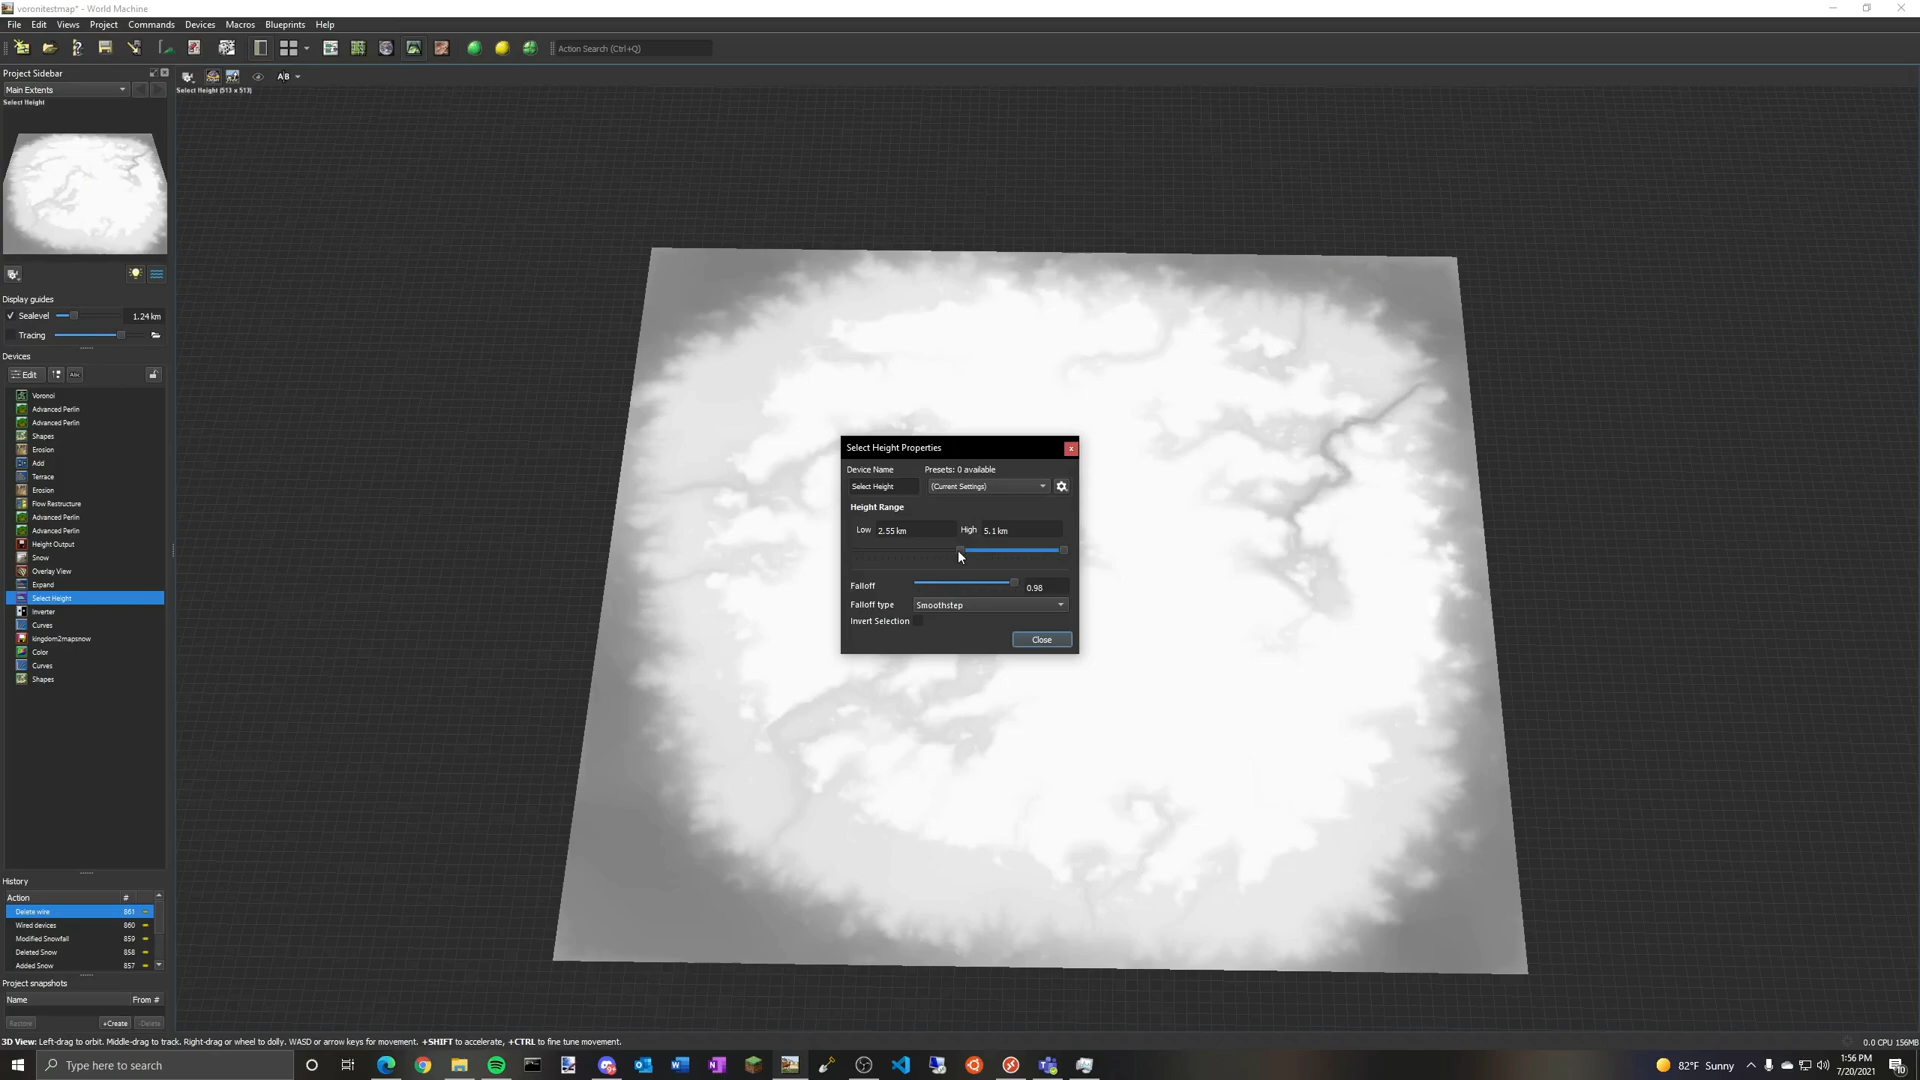 voronitestmap* - World Machine
File Edit Views Project Commands Devices Macros Blueprints Help
Action Search (Ctrl+Q)
Project Sidebar
Main Extents
Select Height
AB
Select Height (513 x 513)
Display guides
Sealevel 1.24 km
Tracing
Devices
Edit Abc
Voronoi
Advanced Perlin
Advanced Perlin
Shapes
Erosion
Add
Terrace
Erosion
Flow Restructure
Advanced Perlin
Advanced Perlin
Height Output
Snow
Overlay View
Expand
Select Height
Inverter
Curves
kingdom2mapsnow
Color
Curves
Shapes
Select Height Properties
x
Device Name Presets: 0 available
Select Height (Current Settings)
Height Range
Low 2.55 km High 5.1 km
Falloff 0.98
Falloff type Smoothstep
Invert Selection
Close
History
Action #
Delete wire 861
Wired devices 860
Modified Snowfall 859
Deleted Snow 858
Added Snow 857
Project snapshots
Name From #
Restore +Create -Delete
3D View: Left-drag to orbit. Middle-drag to track. Right-drag or wheel to dolly. WASD or arrow keys for movement. +SHIFT to accelerate, +CTRL to fine tune movement.
0.0 CPU 156MB
Type here to search
82°F Sunny
1:56 PM
7/20/2021
10